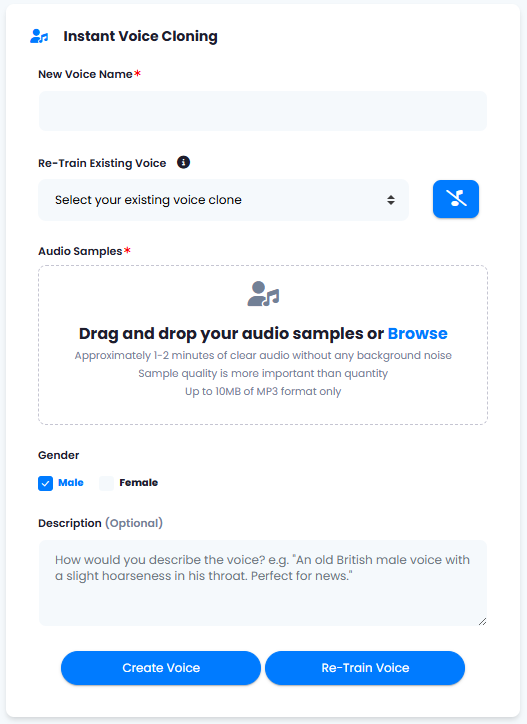 Instant Voice Cloning
New Voice Name*
Re-Train Existing Voice
Select your existing voice clone
Audio Samples*
Drag and drop your audio samples or Browse
Approximately 1-2 minutes of clear audio without any background noise
Sample quality is more important than quantity
Up to 10MB of MP3 format only
Gender
Male Female
Description (Optional)
How would you describe the voice? e.g. "An old British male voice with
a slight hoarseness in his throat. Perfect for news."
Create Voice Re-Train Voice